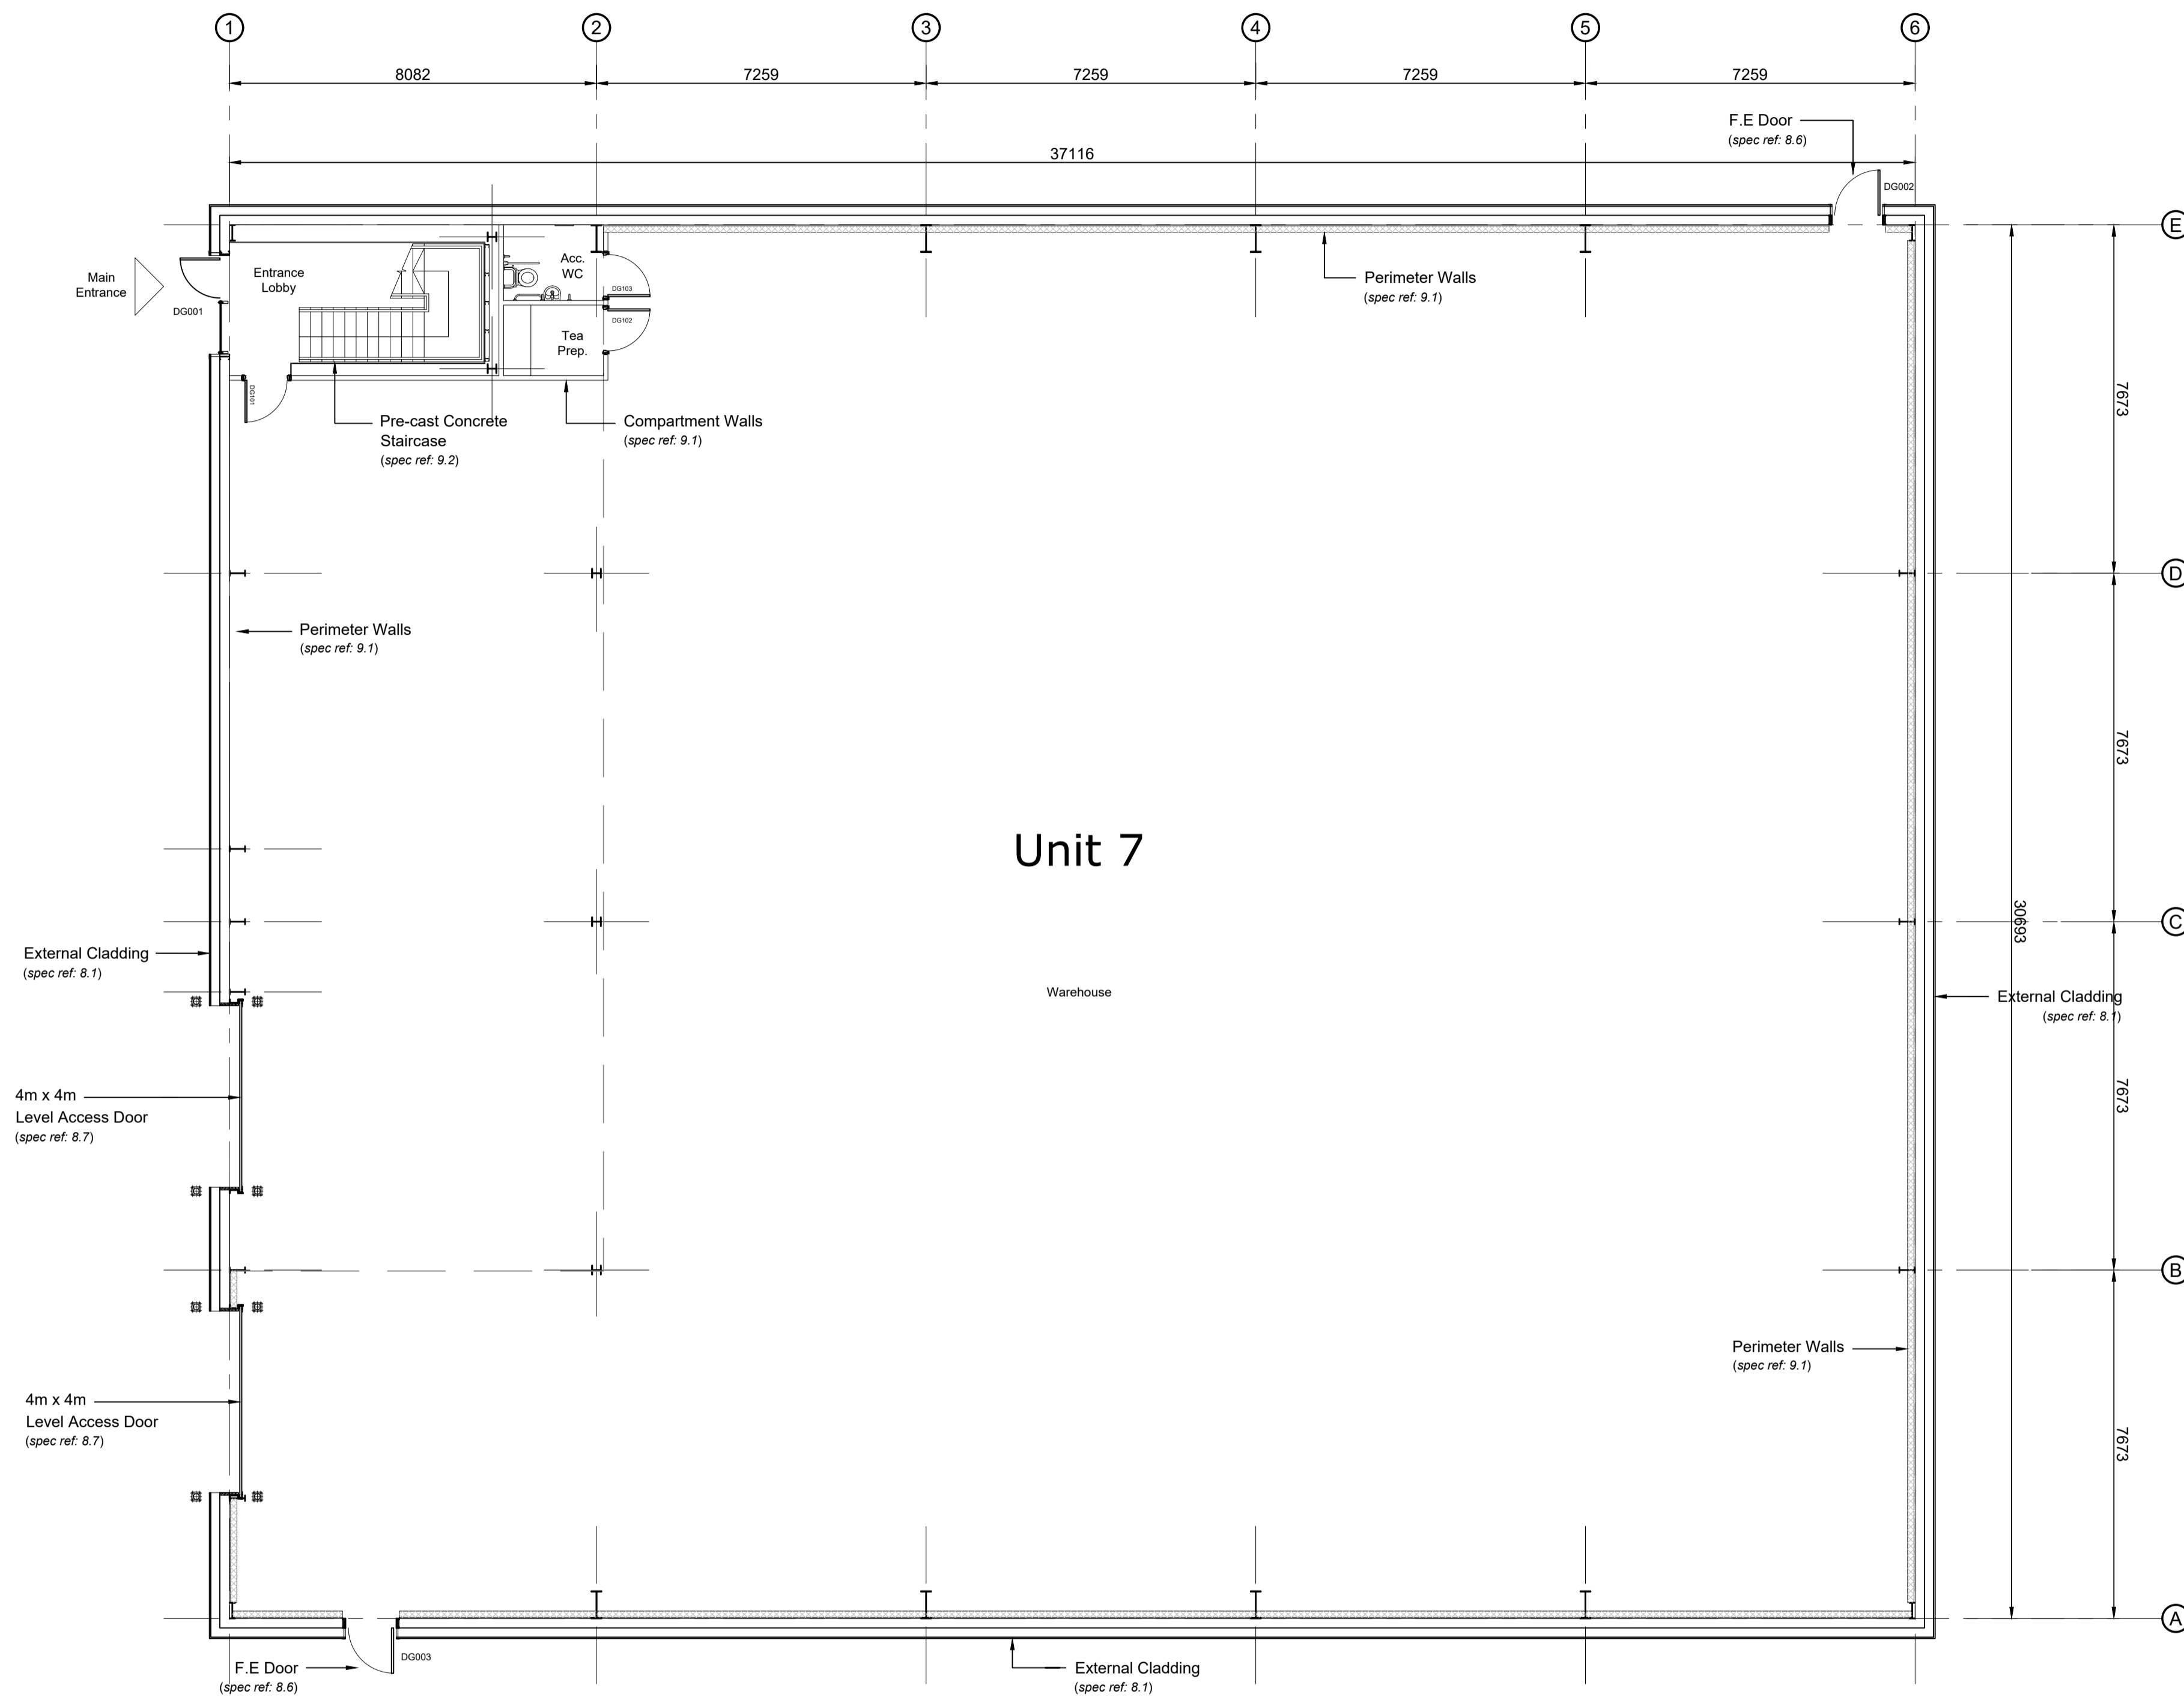 1
2
3
4
5
6
8082
7259
7259
7259
7259
F.E Door
(spec ref: 8.6)
37116
DG002
E
Main
Entrance
DG001
Entrance
Lobby
Acc.
WC
DG103
DG102
Tea
Prep.
DG101
Perimeter Walls
(spec ref: 9.1)
7673
Pre-cast Concrete
Staircase
(spec ref: 9.2)
Compartment Walls
(spec ref: 9.1)
D
Perimeter Walls
(spec ref: 9.1)
7673
Unit 7
C
30693
External Cladding
(spec ref: 8.1)
Warehouse
External Cladding
(spec ref: 8.1)
4m x 4m
Level Access Door
(spec ref: 8.7)
7673
B
Perimeter Walls
(spec ref: 9.1)
4m x 4m
Level Access Door
(spec ref: 8.7)
7673
A
DG003
F.E Door
(spec ref: 8.6)
External Cladding
(spec ref: 8.1)